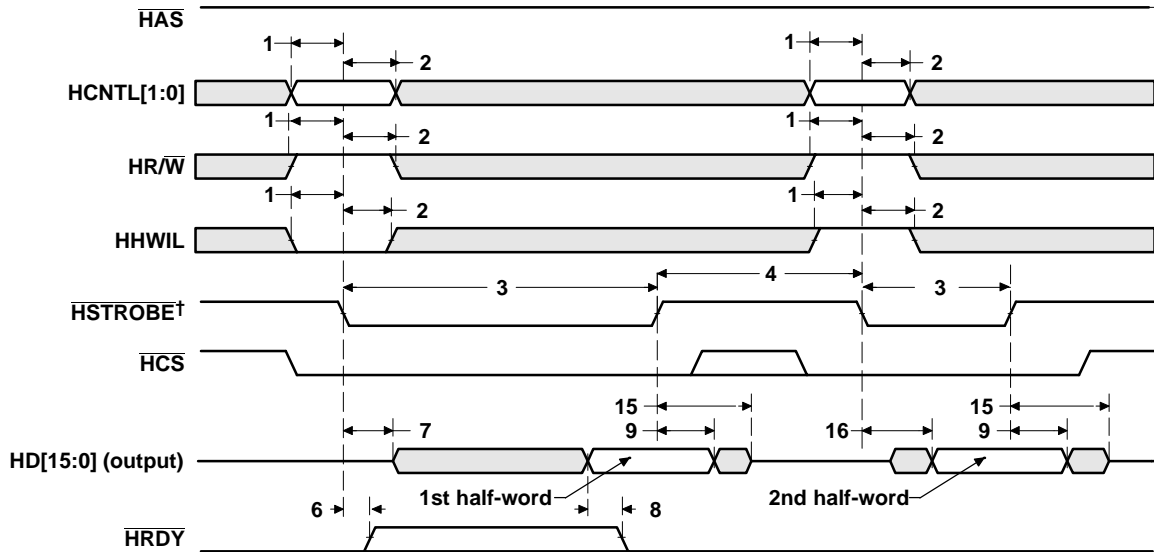 HAS
1 1
2 2
HCNTL[1:0]
1 1
2 2
HR/W
1 1
2 2
HHWIL
4
3 3
HSTROBE†
HCS
15 15
7 9 16 9
HD[15:0] (output)
1st half-word 2nd half-word
6 8
HRDY